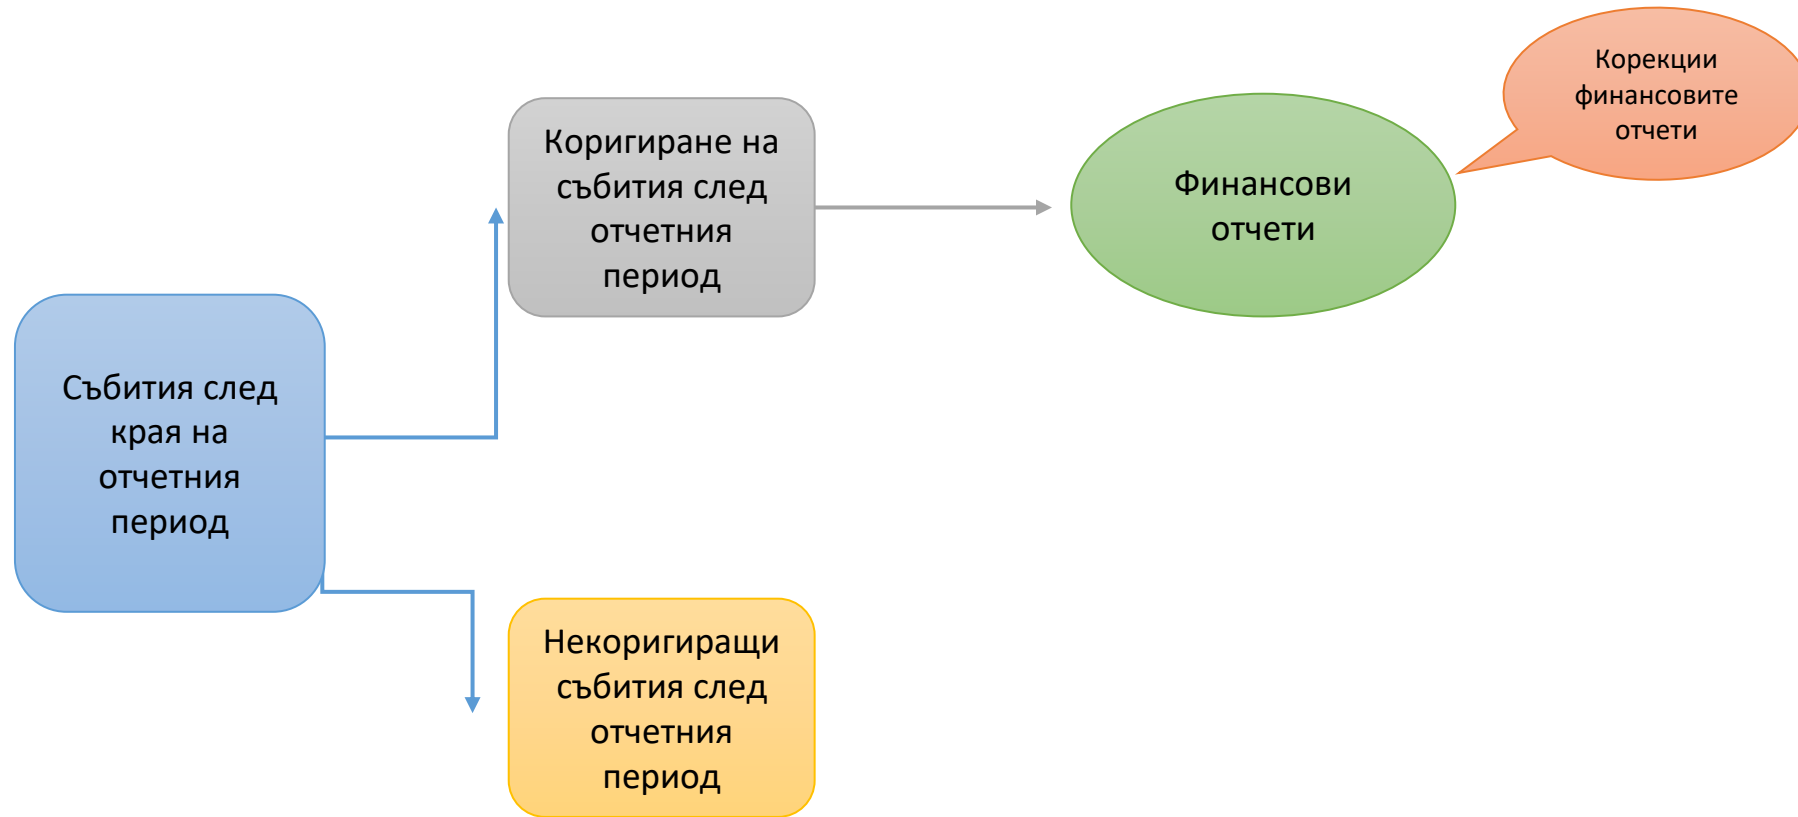 Събития след
края на
отчетния
период
Коригиране на
събития след
отчетния
период
Финансови
отчети
Корекции
финансовите
отчети
Некоригиращи
събития след
отчетния
период